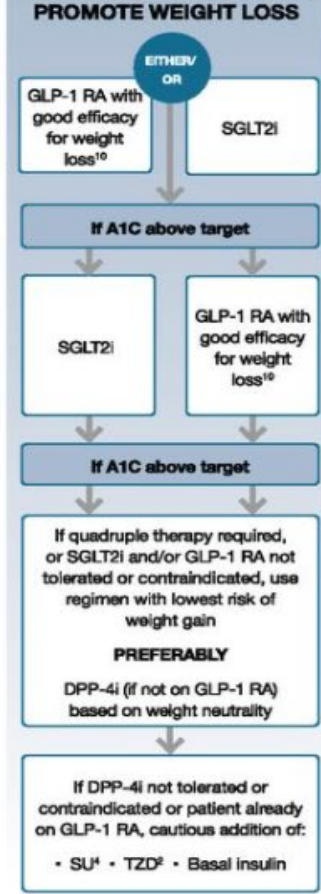 PROMOTE WEIGHT LOSS
EITHER/
OR
GLP-1 RA with
good efficacy
for weight
loss¹⁰
SGLT2i
If A1C above target
SGLT2i
GLP-1 RA with
good efficacy
for weight
loss¹⁰
If A1C above target
If quadruple therapy required,
or SGLT2i and/or GLP-1 RA not
tolerated or contraindicated, use
regimen with lowest risk of
weight gain
PREFERABLY
DPP-4i (if not on GLP-1 RA)
based on weight neutrality
If DPP-4i not tolerated or
contraindicated or patient already
on GLP-1 RA, cautious addition of:
• SU⁴ • TZD² • Basal insulin